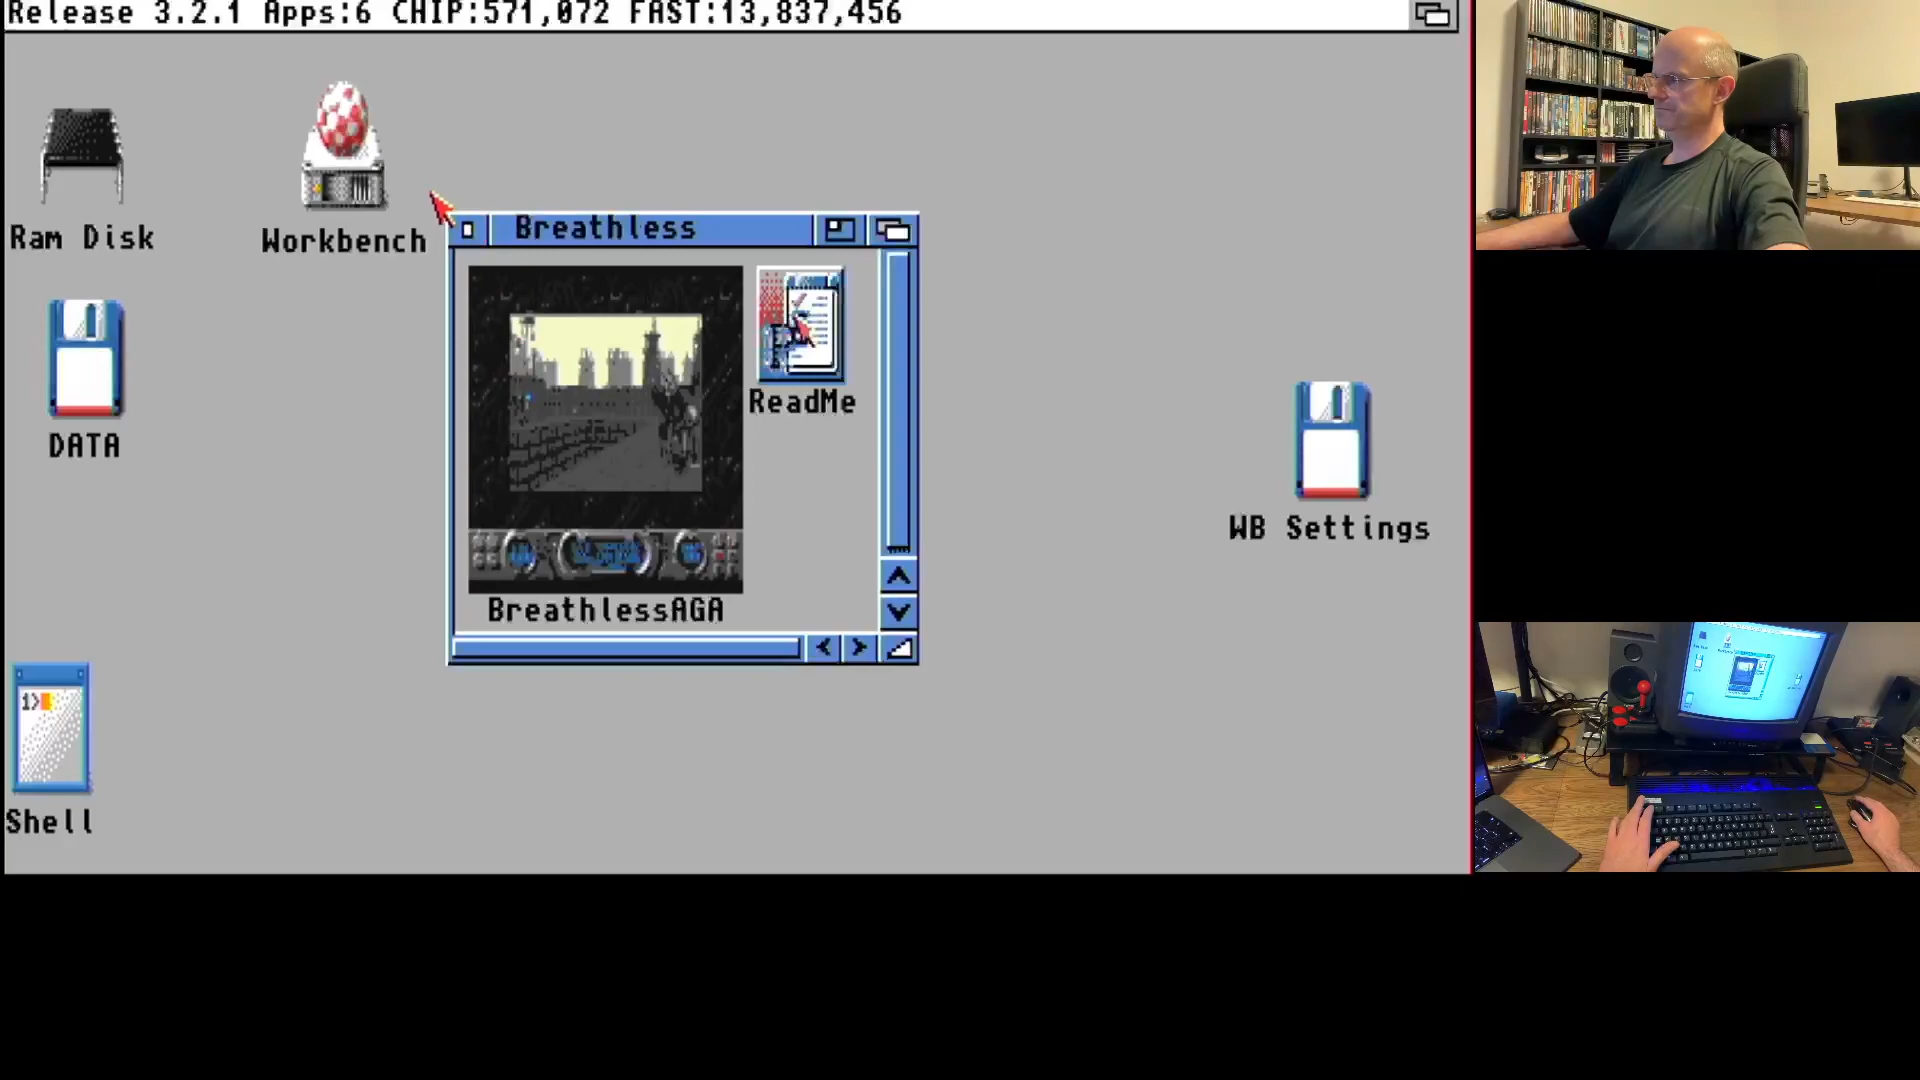 Release 3.2.1 Apps:6 CHIP:571,072 FAST:13,837,456
Ram Disk
Workbench
Breathless
ReadMe
DATA
WB Settings
BreathlessAGA
1>
Shell